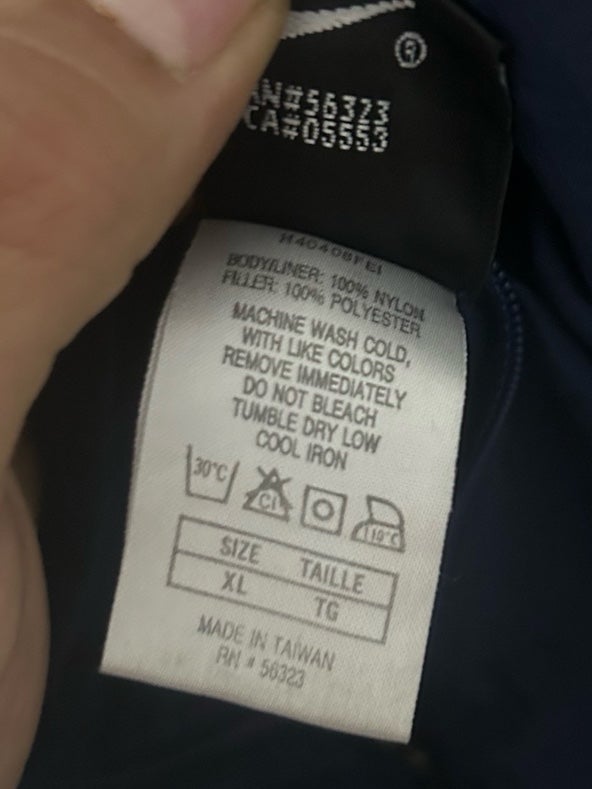 ®
RN#56323
CA#05553
H40408FEI
BODY/LINER: 100% NYLON
FILLER: 100% POLYESTER
MACHINE WASH COLD,
WITH LIKE COLORS
REMOVE IMMEDIATELY
DO NOT BLEACH
TUMBLE DRY LOW
COOL IRON
30°C Cl 110°C
SIZE TAILLE
XL TG
MADE IN TAIWAN
RN # 56323